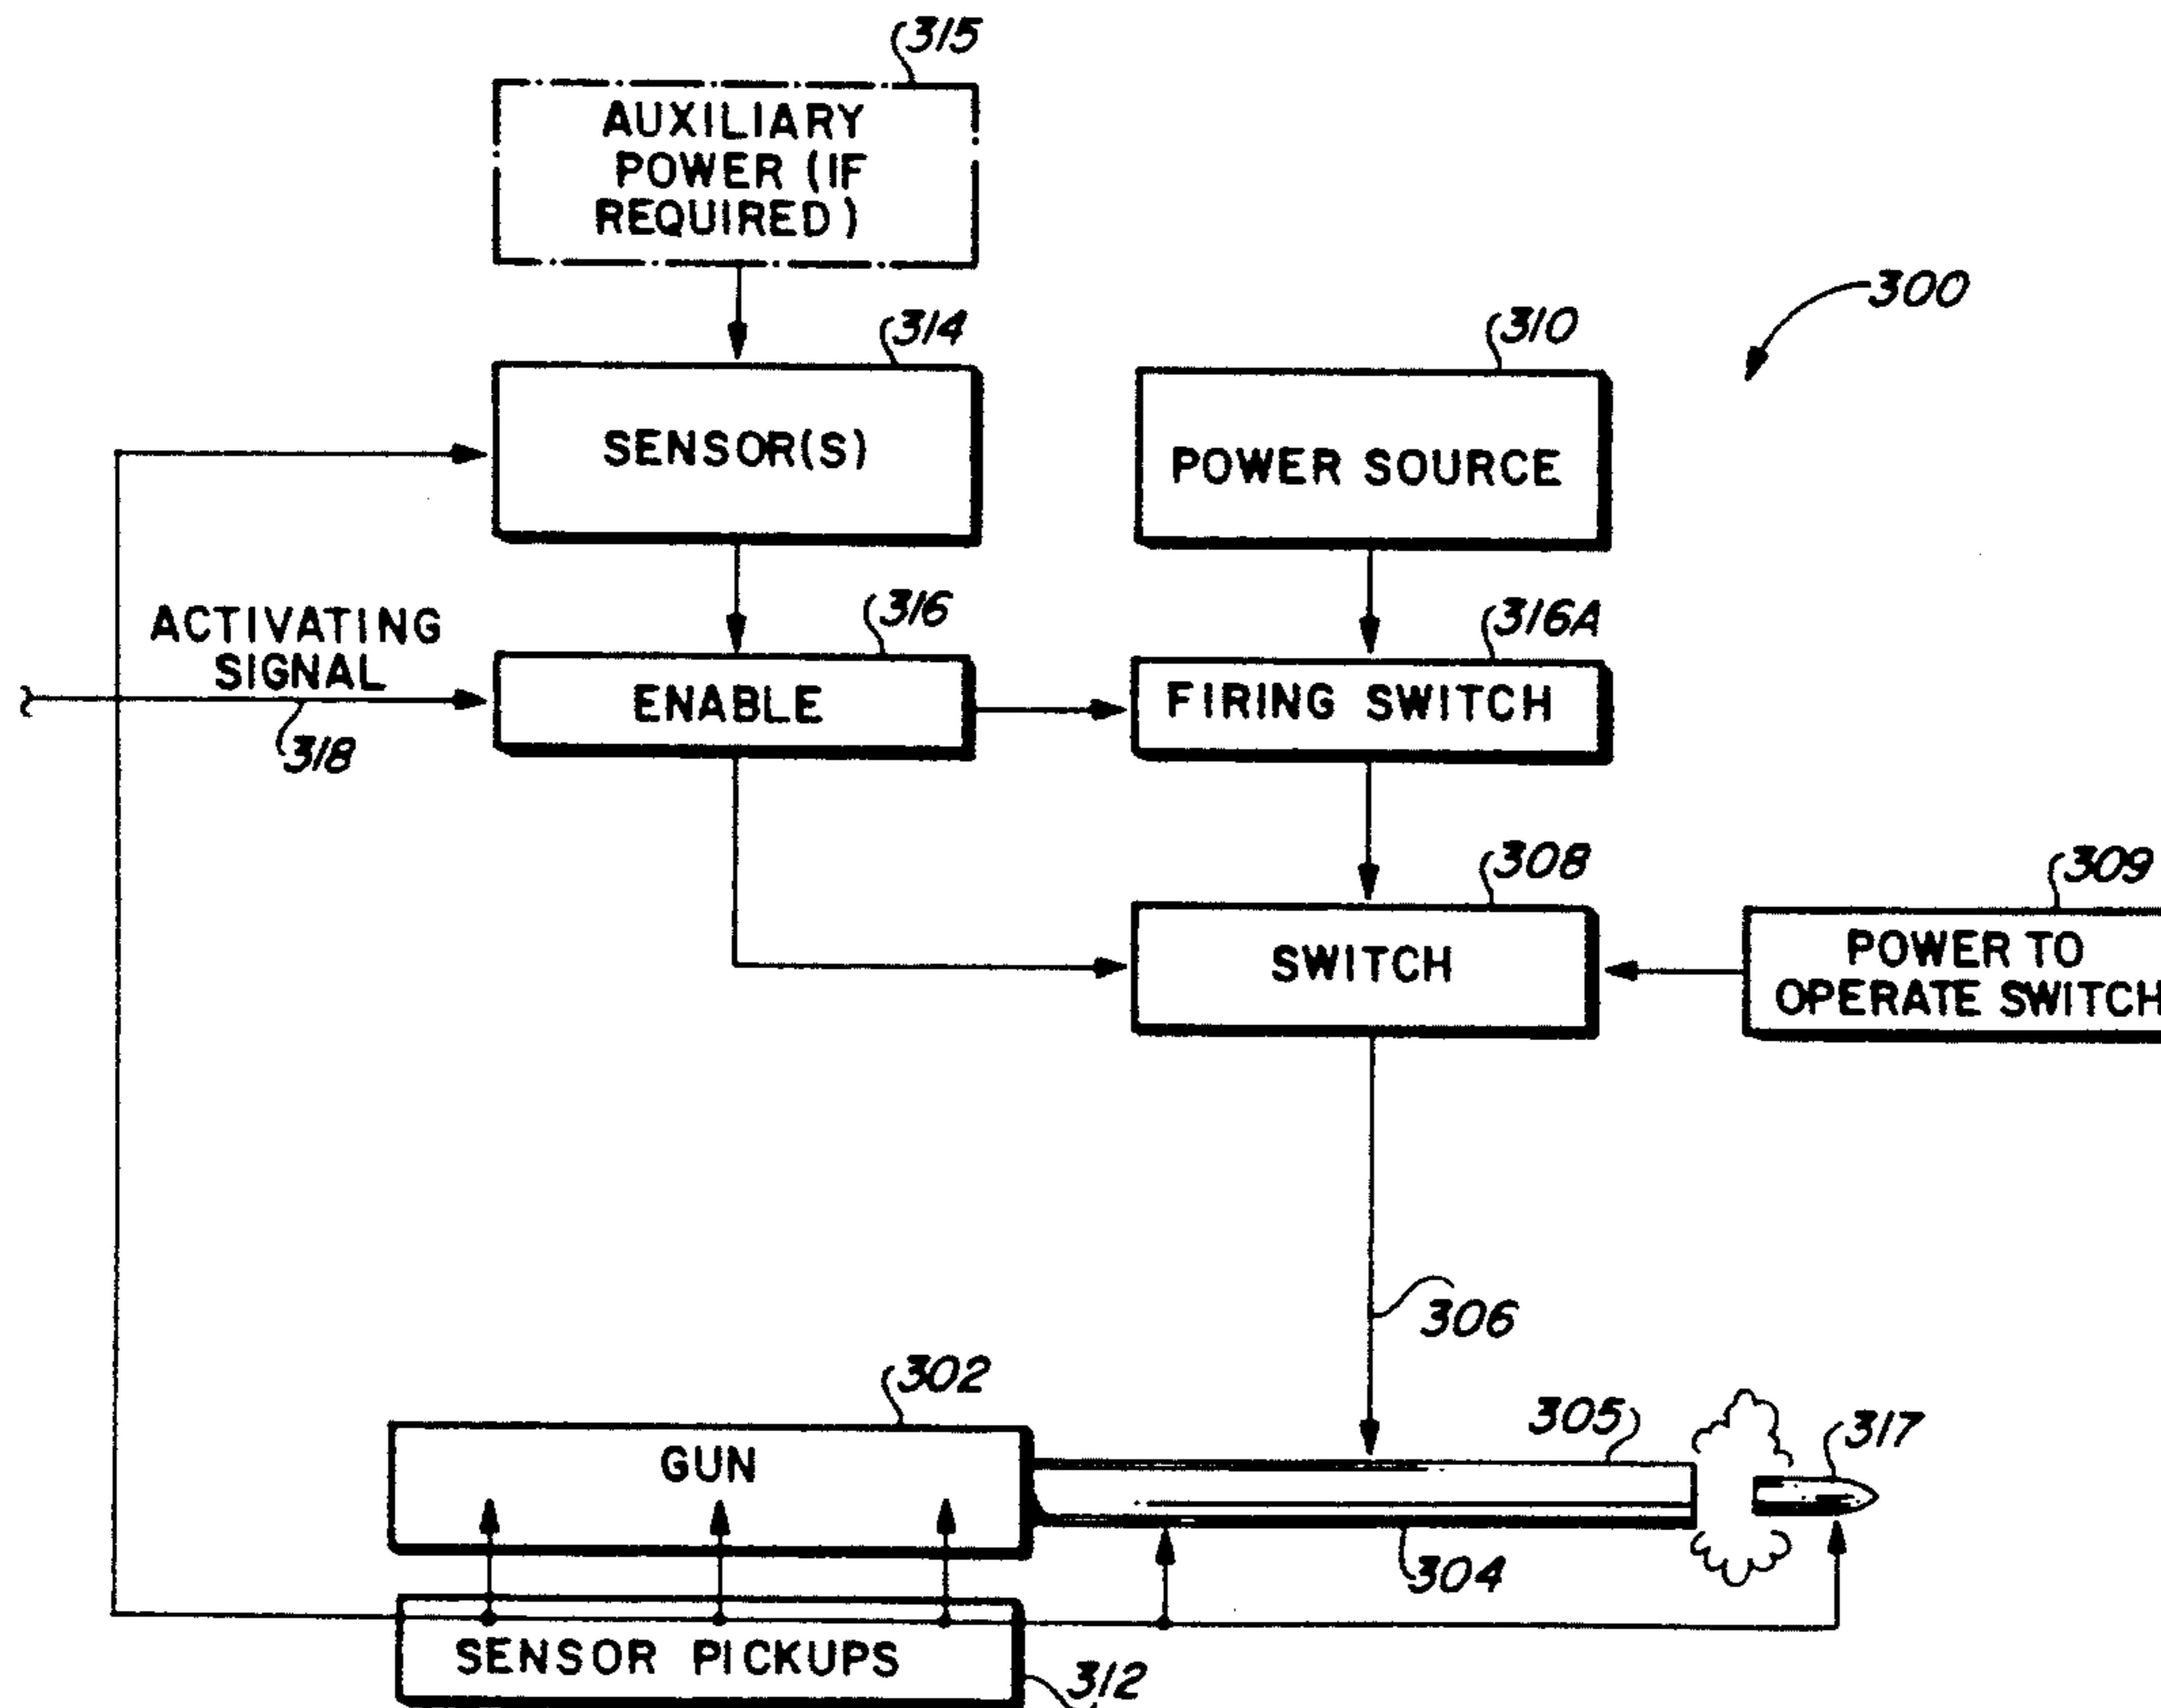 315
AUXILIARY
POWER (IF
REQUIRED)
300
314
310
SENSOR(S)
POWER SOURCE
316
316A
ACTIVATING
SIGNAL
ENABLE
FIRING SWITCH
318
308
309
SWITCH
POWER TO
OPERATE SWITCH
306
302
305
317
GUN
304
SENSOR PICKUPS
312